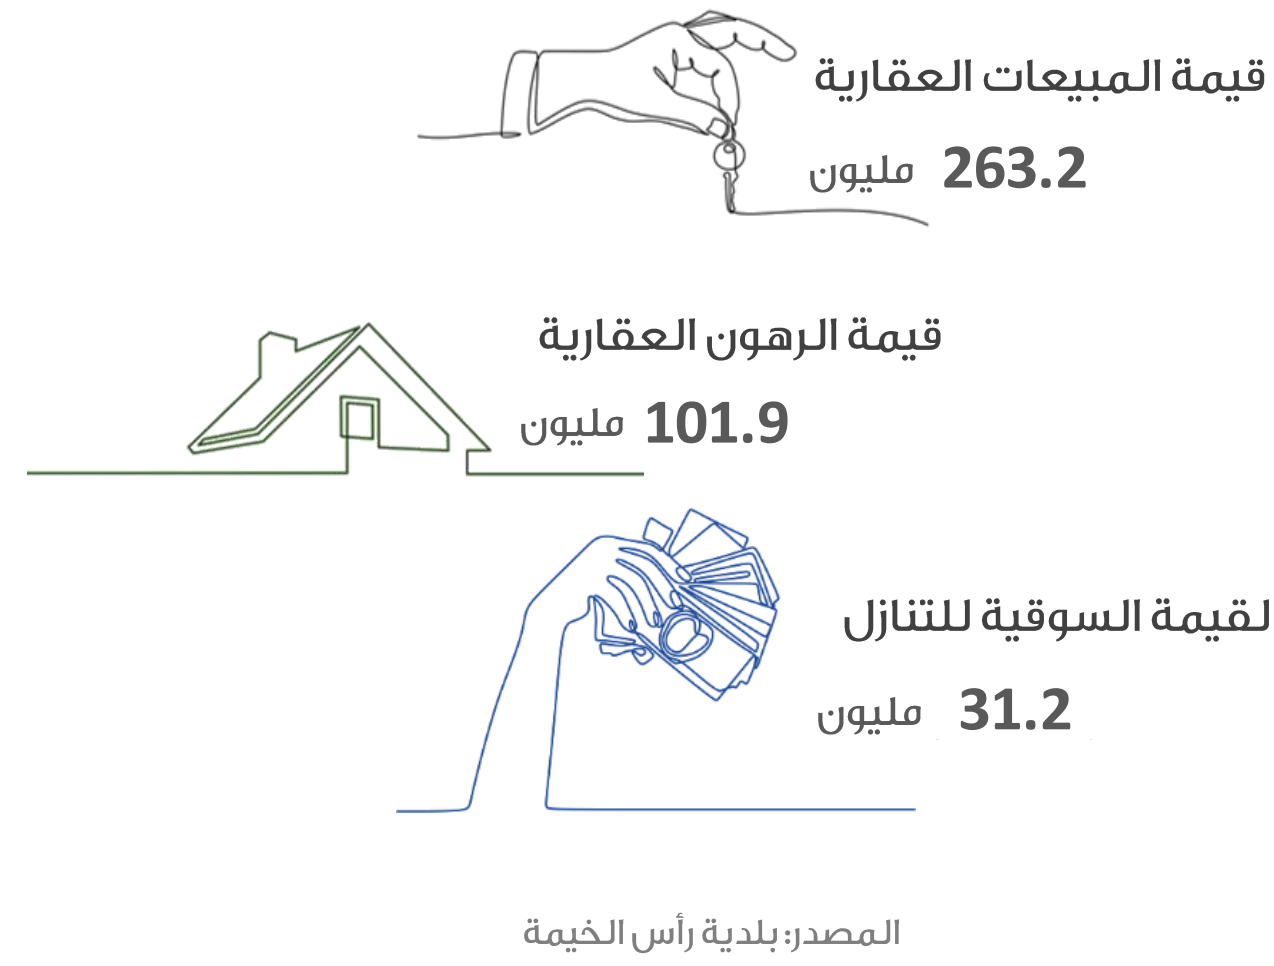 قيمة المبيعات العقارية
263.2 مليون
قيمة الرهون العقارية
101.9 مليون
لقيمة السوقية للتنازل
31.2 مليون
المصدر: بلدية رأس الخيمة